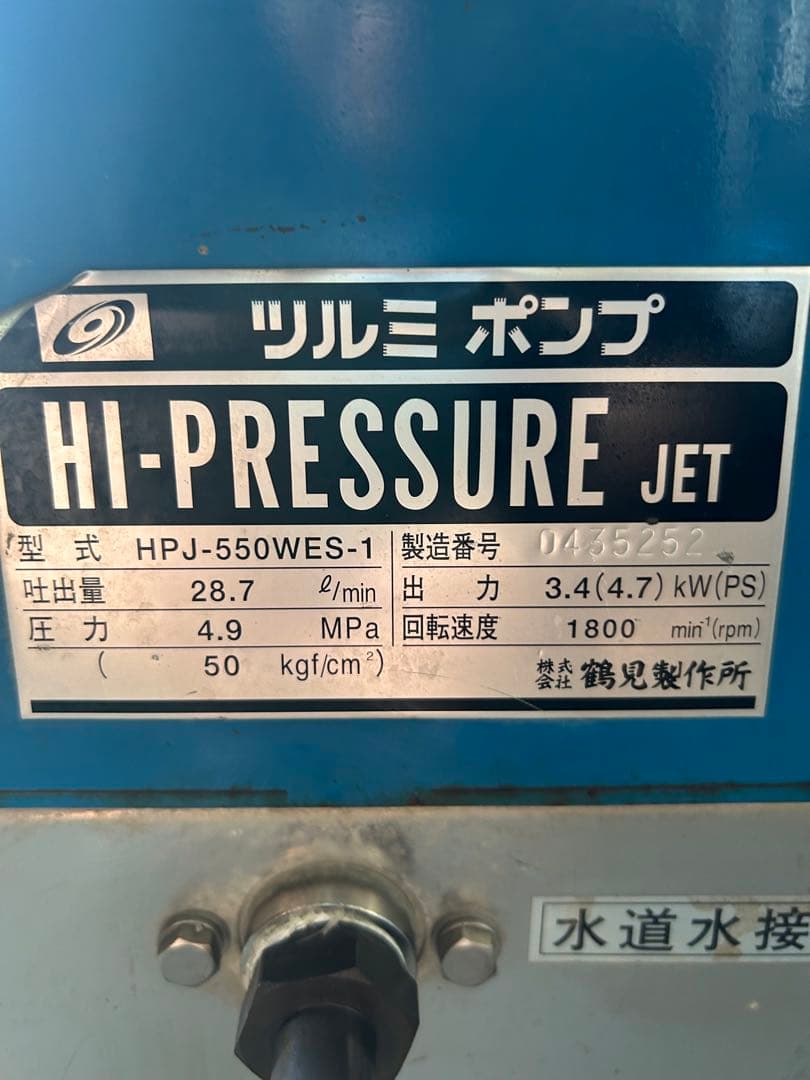 ツルミポンプ
HI-PRESSURE JET
型式 HPJ-550WES-1 製造番号 0435252
吐出量 28.7 ℓ/min 出力 3.4(4.7) kW(PS)
圧力 4.9 MPa 回転速度 1800 min⁻¹(rpm)
( 50 kgf/cm²) 株式会社 鶴見製作所
水道水接